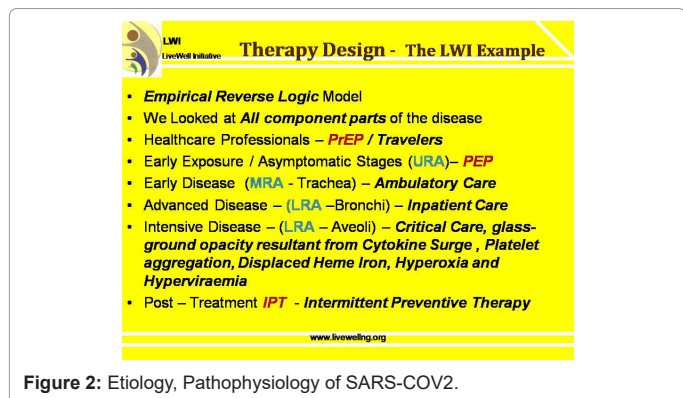 LWI
LiveWell Initiative
Therapy Design - The LWI Example
• Empirical Reverse Logic Model
• We Looked at All component parts of the disease
• Healthcare Professionals – PrEP / Travelers
• Early Exposure / Asymptomatic Stages (URA)– PEP
• Early Disease (MRA - Trachea) – Ambulatory Care
• Advanced Disease – (LRA –Bronchi) – Inpatient Care
• Intensive Disease – (LRA – Aveoli) – Critical Care, glass-
ground opacity resultant from Cytokine Surge , Platelet
aggregation, Displaced Heme Iron, Hyperoxia and
Hyperviraemia
• Post – Treatment IPT - Intermittent Preventive Therapy
www.livewellng.org
Figure 2: Etiology, Pathophysiology of SARS-COV2.